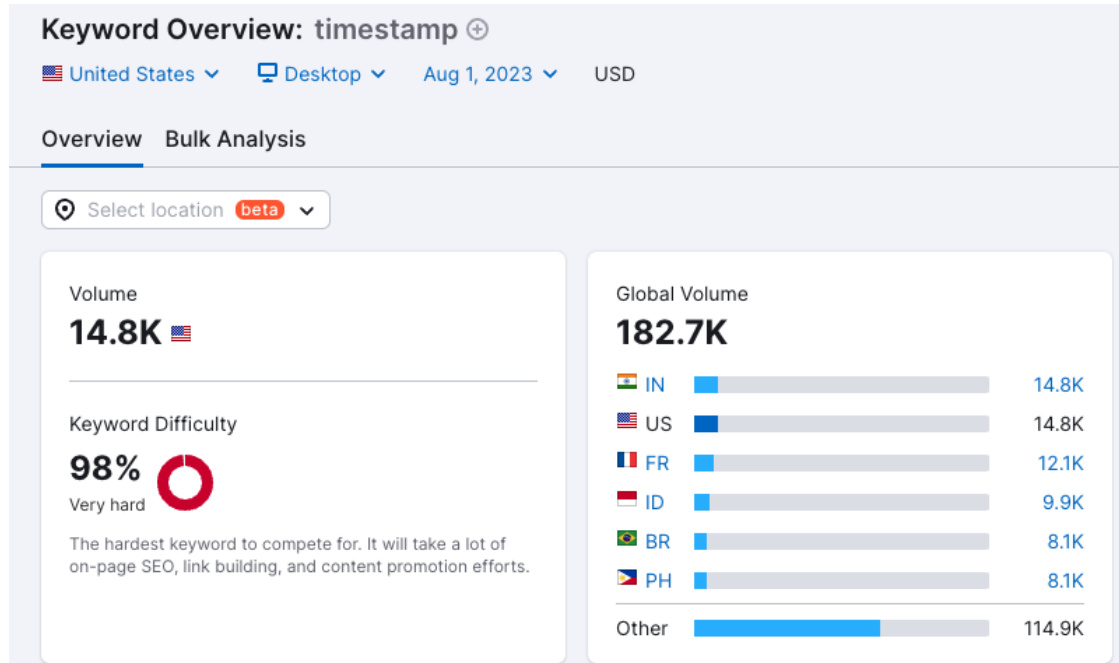 Keyword Overview: timestamp
United States Desktop Aug 1, 2023 USD
Overview Bulk Analysis
Select location beta
Volume
14.8K
Keyword Difficulty
98%
Very hard
The hardest keyword to compete for. It will take a lot of
on-page SEO, link building, and content promotion efforts.
Global Volume
182.7K
IN 14.8K
US 14.8K
FR 12.1K
ID 9.9K
BR 8.1K
PH 8.1K
Other 114.9K